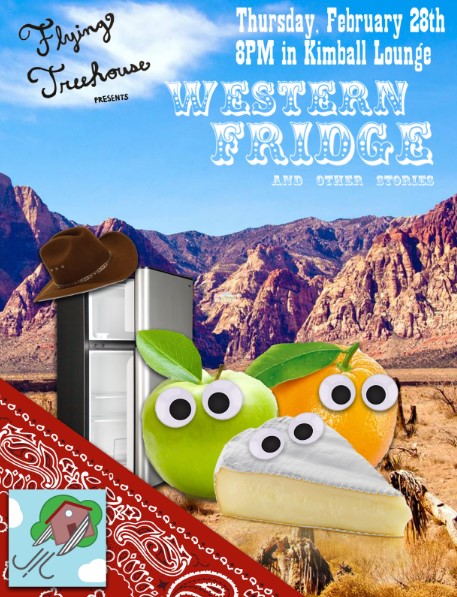 Flying
Treehouse
PRESENTS
Thursday, February 28th
8PM in Kimball Lounge
WESTERN
FRIDGE
AND OTHER STORIES